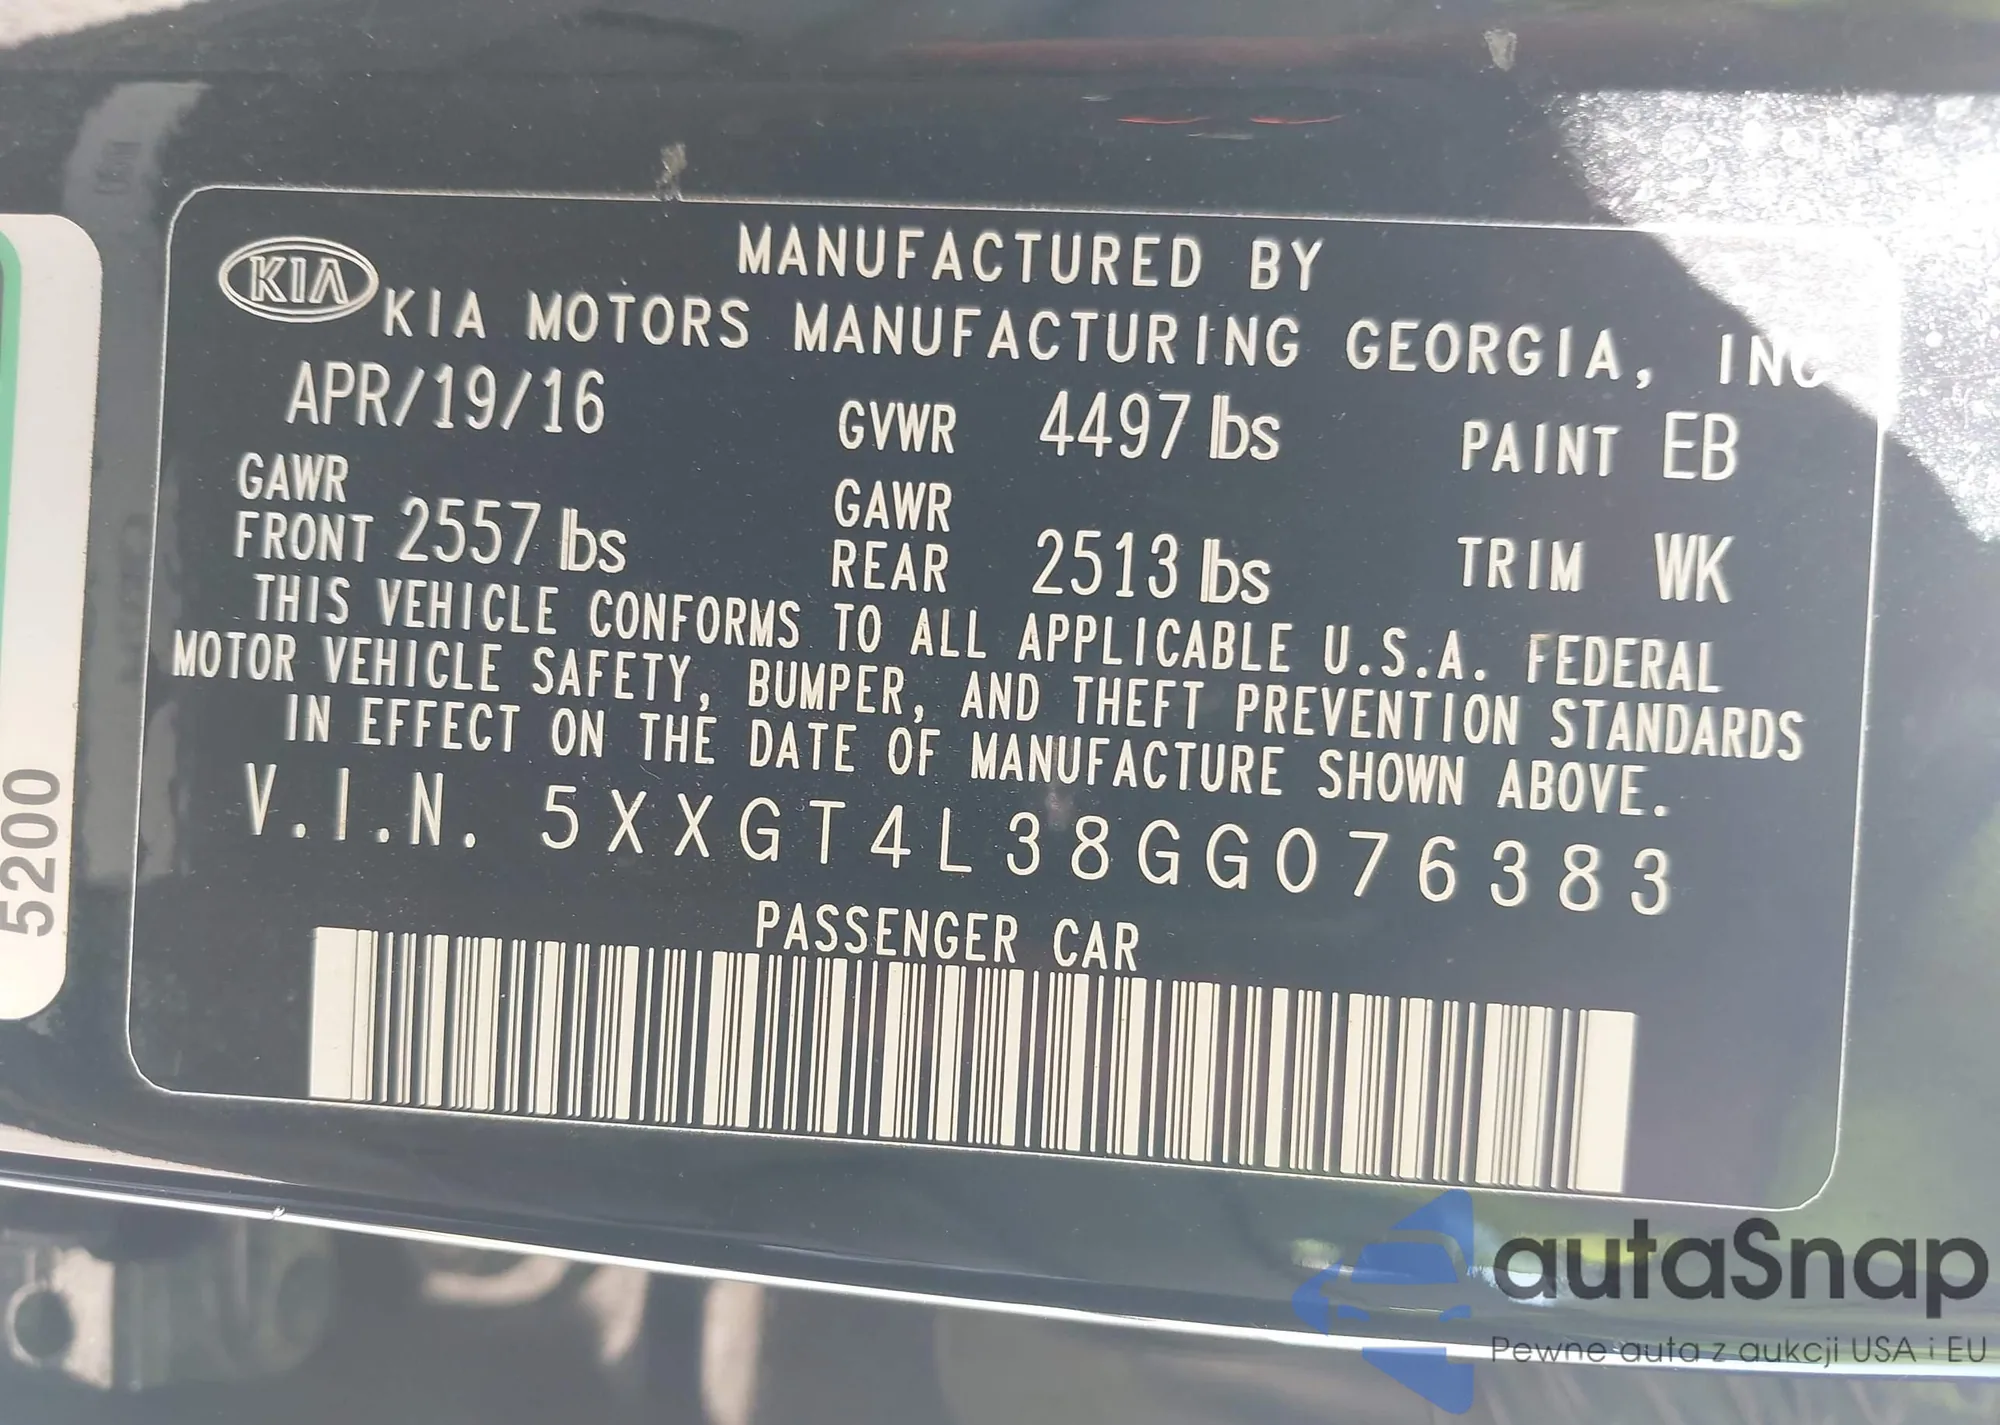 MANUFACTURED BY
KIA KIA MOTORS MANUFACTURING GEORGIA, INC
APR/19/16 GVWR 4497 lbs PAINT EB
GAWR FRONT 2557 lbs GAWR REAR 2513 lbs TRIM WK
THIS VEHICLE CONFORMS TO ALL APPLICABLE U.S.A. FEDERAL
MOTOR VEHICLE SAFETY, BUMPER, AND THEFT PREVENTION STANDARDS
IN EFFECT ON THE DATE OF MANUFACTURE SHOWN ABOVE.
V.I.N. 5XXGT4L38GG076383
PASSENGER CAR
5200
autaSnap
Pewne auta z aukcji USA i EU